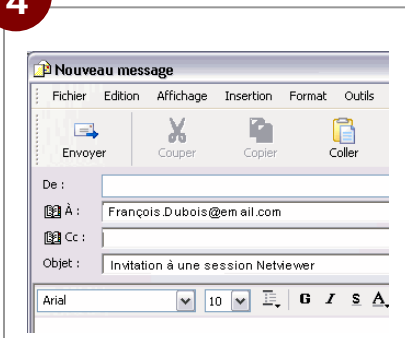 4
Nouveau message
Fichier Edition Affichage Insertion Format Outils
Envoyer Couper Copier Coller
De :
À : François.Dubois@email.com
Cc :
Objet : Invitation à une session Netviewer
Arial 10 G I S A